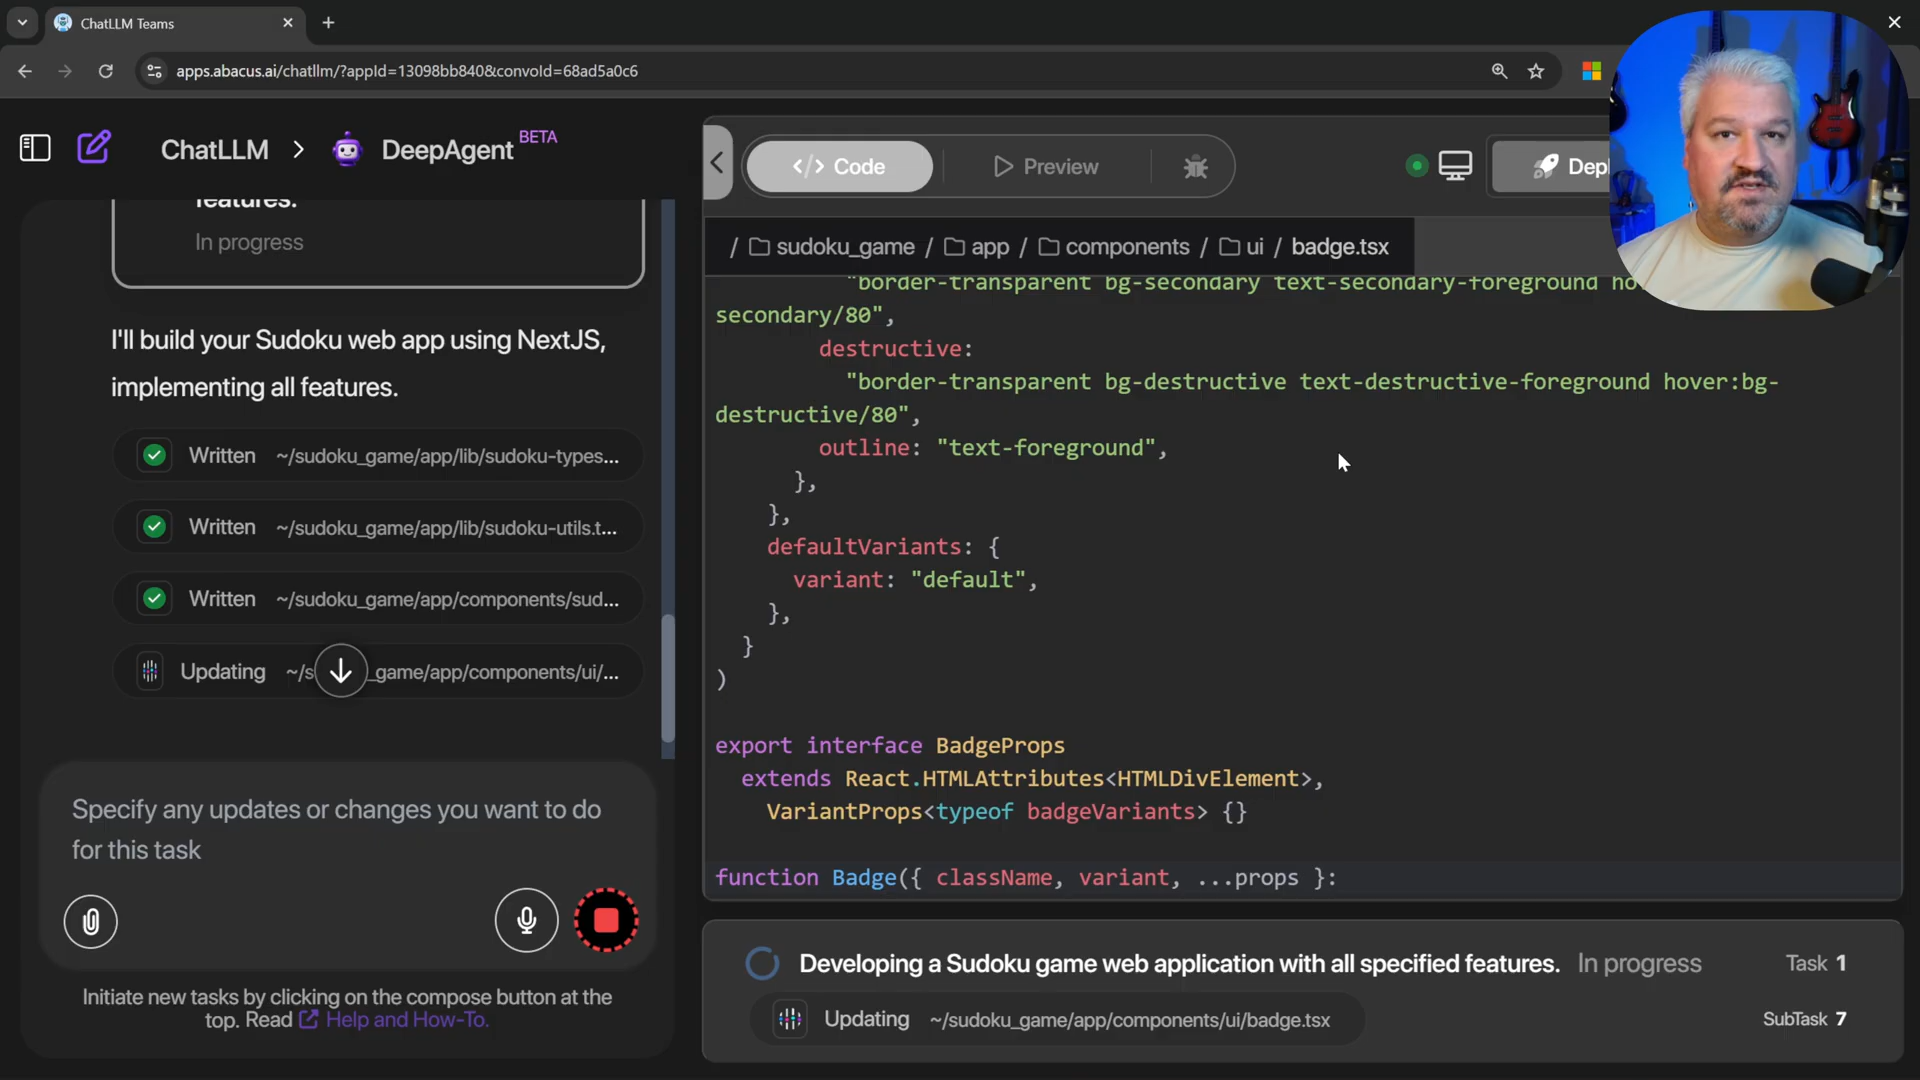 ChatLLM Teams
apps.abacus.ai/chatllm/?appId=13098bb840&convoId=68ad5a0c6
ChatLLM > DeepAgent BETA
features.
In progress
I'll build your Sudoku web app using NextJS,
implementing all features.
Written ~/sudoku_game/app/lib/sudoku-types...
Written ~/sudoku_game/app/lib/sudoku-utils.t...
Written ~/sudoku_game/app/components/sud...
Updating ~/s _game/app/components/ui/...
Specify any updates or changes you want to do
for this task
Initiate new tasks by clicking on the compose button at the
top. Read Help and How-To.
</> Code
Preview
Depl
/ sudoku_game / app / components / ui / badge.tsx
"border-transparent bg-secondary text-secondary-foreground ho
secondary/80",
destructive:
"border-transparent bg-destructive text-destructive-foreground hover:bg-
destructive/80",
outline: "text-foreground",
},
},
defaultVariants: {
variant: "default",
},
}
)
export interface BadgeProps
extends React.HTMLAttributes<HTMLDivElement>,
VariantProps<typeof badgeVariants> {}
function Badge({ className, variant, ...props }:
Developing a Sudoku game web application with all specified features. In progress Task 1
Updating ~/sudoku_game/app/components/ui/badge.tsx SubTask 7